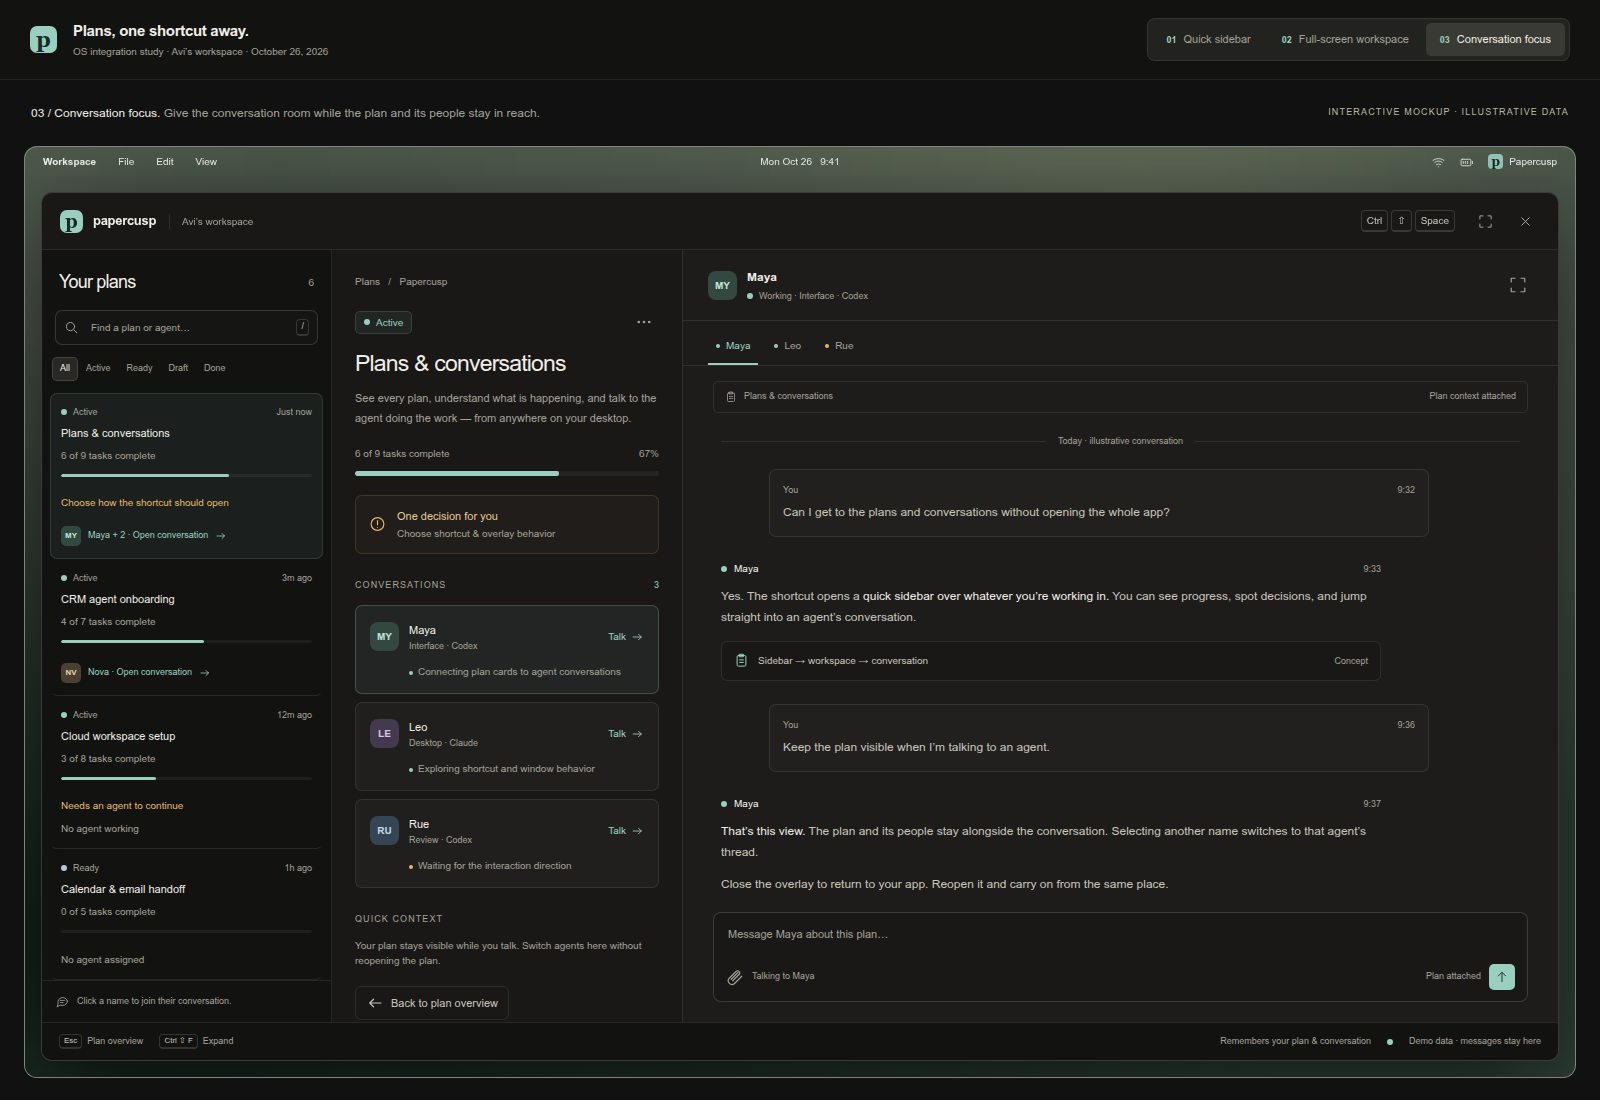 p
Plans, one shortcut away.
OS integration study · Avi's workspace · October 26, 2026
01 Quick sidebar
02 Full-screen workspace
03 Conversation focus
03 / Conversation focus. Give the conversation room while the plan and its people stay in reach.
INTERACTIVE MOCKUP · ILLUSTRATIVE DATA
Workspace File Edit View
Mon Oct 26 9:41
p Papercusp
p papercusp Avi's workspace
Ctrl ⇧ Space
Your plans 6
Find a plan or agent… /
All Active Ready Draft Done
Active Just now
Plans & conversations
6 of 9 tasks complete
Choose how the shortcut should open
MY Maya + 2 · Open conversation →
Active 3m ago
CRM agent onboarding
4 of 7 tasks complete
NV Nova · Open conversation →
Active 12m ago
Cloud workspace setup
3 of 8 tasks complete
Needs an agent to continue
No agent working
Ready 1h ago
Calendar & email handoff
0 of 5 tasks complete
No agent assigned
Click a name to join their conversation.
Plans / Papercusp
Active
Plans & conversations
See every plan, understand what is happening, and talk to the
agent doing the work — from anywhere on your desktop.
6 of 9 tasks complete 67%
One decision for you
Choose shortcut & overlay behavior
CONVERSATIONS 3
MY Maya Talk →
Interface · Codex
Connecting plan cards to agent conversations
LE Leo Talk →
Desktop · Claude
Exploring shortcut and window behavior
RU Rue Talk →
Review · Codex
Waiting for the interaction direction
QUICK CONTEXT
Your plan stays visible while you talk. Switch agents here without
reopening the plan.
← Back to plan overview
MY Maya
Working · Interface · Codex
Maya Leo Rue
Plans & conversations Plan context attached
Today · illustrative conversation
You 9:32
Can I get to the plans and conversations without opening the whole app?
Maya 9:33
Yes. The shortcut opens a quick sidebar over whatever you're working in. You can see progress, spot decisions, and jump
straight into an agent's conversation.
Sidebar → workspace → conversation Concept
You 9:36
Keep the plan visible when I'm talking to an agent.
Maya 9:37
That's this view. The plan and its people stay alongside the conversation. Selecting another name switches to that agent's
thread.
Close the overlay to return to your app. Reopen it and carry on from the same place.
Message Maya about this plan…
Talking to Maya Plan attached ↑
Esc Plan overview Ctrl ⇧ F Expand
Remembers your plan & conversation Demo data · messages stay here